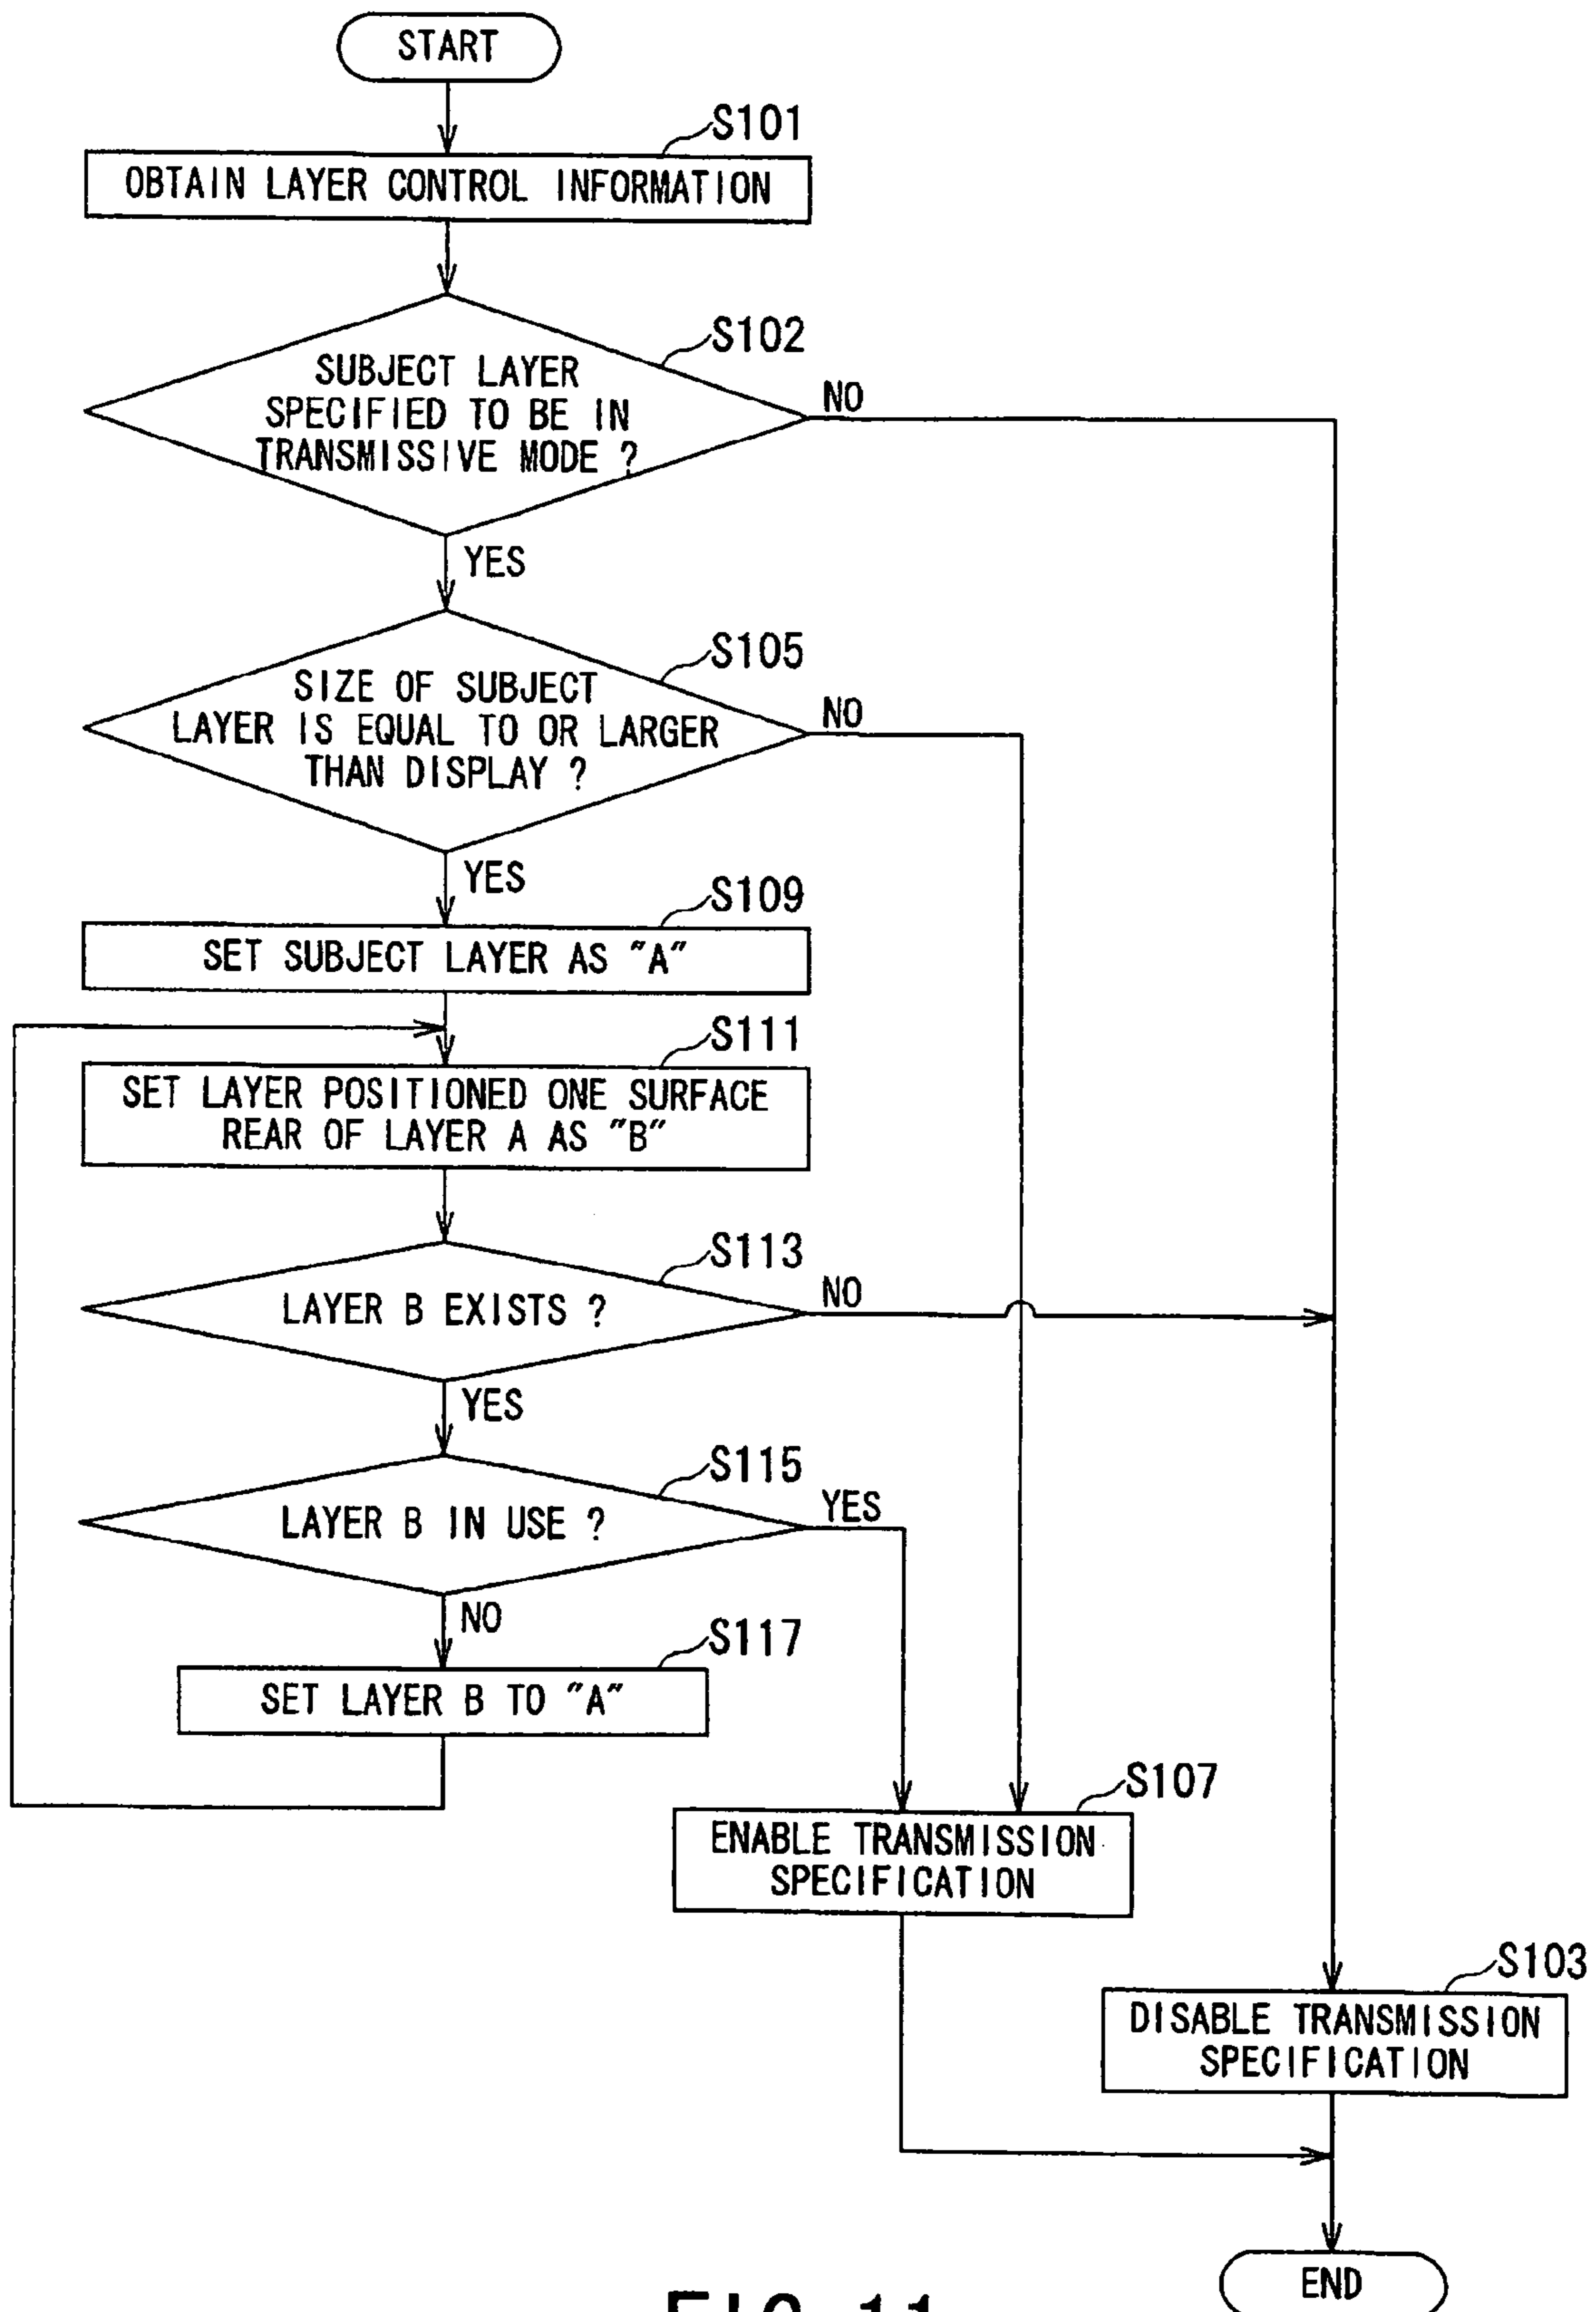 START
S101
OBTAIN LAYER CONTROL INFORMATION
S102
SUBJECT LAYER
SPECIFIED TO BE IN
TRANSMISSIVE MODE ?
NO
YES
S105
SIZE OF SUBJECT
LAYER IS EQUAL TO OR LARGER
THAN DISPLAY ?
NO
YES
S109
SET SUBJECT LAYER AS "A"
S111
SET LAYER POSITIONED ONE SURFACE
REAR OF LAYER A AS "B"
S113
LAYER B EXISTS ?
NO
YES
S115
LAYER B IN USE ?
YES
NO
S117
SET LAYER B TO "A"
S107
ENABLE TRANSMISSION
SPECIFICATION
S103
DISABLE TRANSMISSION
SPECIFICATION
END
FIG. 11